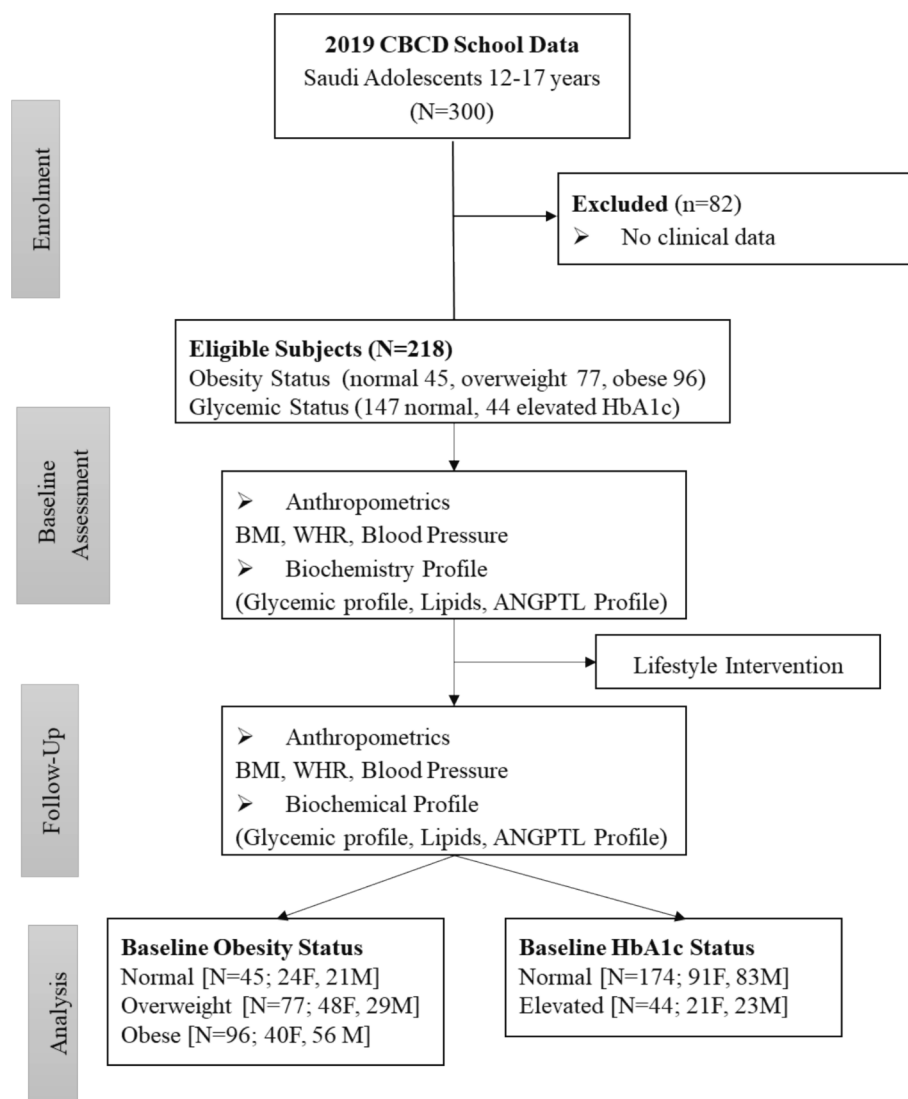 2019 CBCD School Data
Saudi Adolescents 12-17 years
(N=300)
Enrolment
Excluded (n=82)
➢ No clinical data
Eligible Subjects (N=218)
Obesity Status (normal 45, overweight 77, obese 96)
Glycemic Status (147 normal, 44 elevated HbA1c)
Baseline
Assessment
➢ Anthropometrics
BMI, WHR, Blood Pressure
➢ Biochemistry Profile
(Glycemic profile, Lipids, ANGPTL Profile)
Lifestyle Intervention
Follow-Up
➢ Anthropometrics
BMI, WHR, Blood Pressure
➢ Biochemical Profile
(Glycemic profile, Lipids, ANGPTL Profile)
Analysis
Baseline Obesity Status
Normal [N=45; 24F, 21M]
Overweight [N=77; 48F, 29M]
Obese [N=96; 40F, 56 M]
Baseline HbA1c Status
Normal [N=174; 91F, 83M]
Elevated [N=44; 21F, 23M]